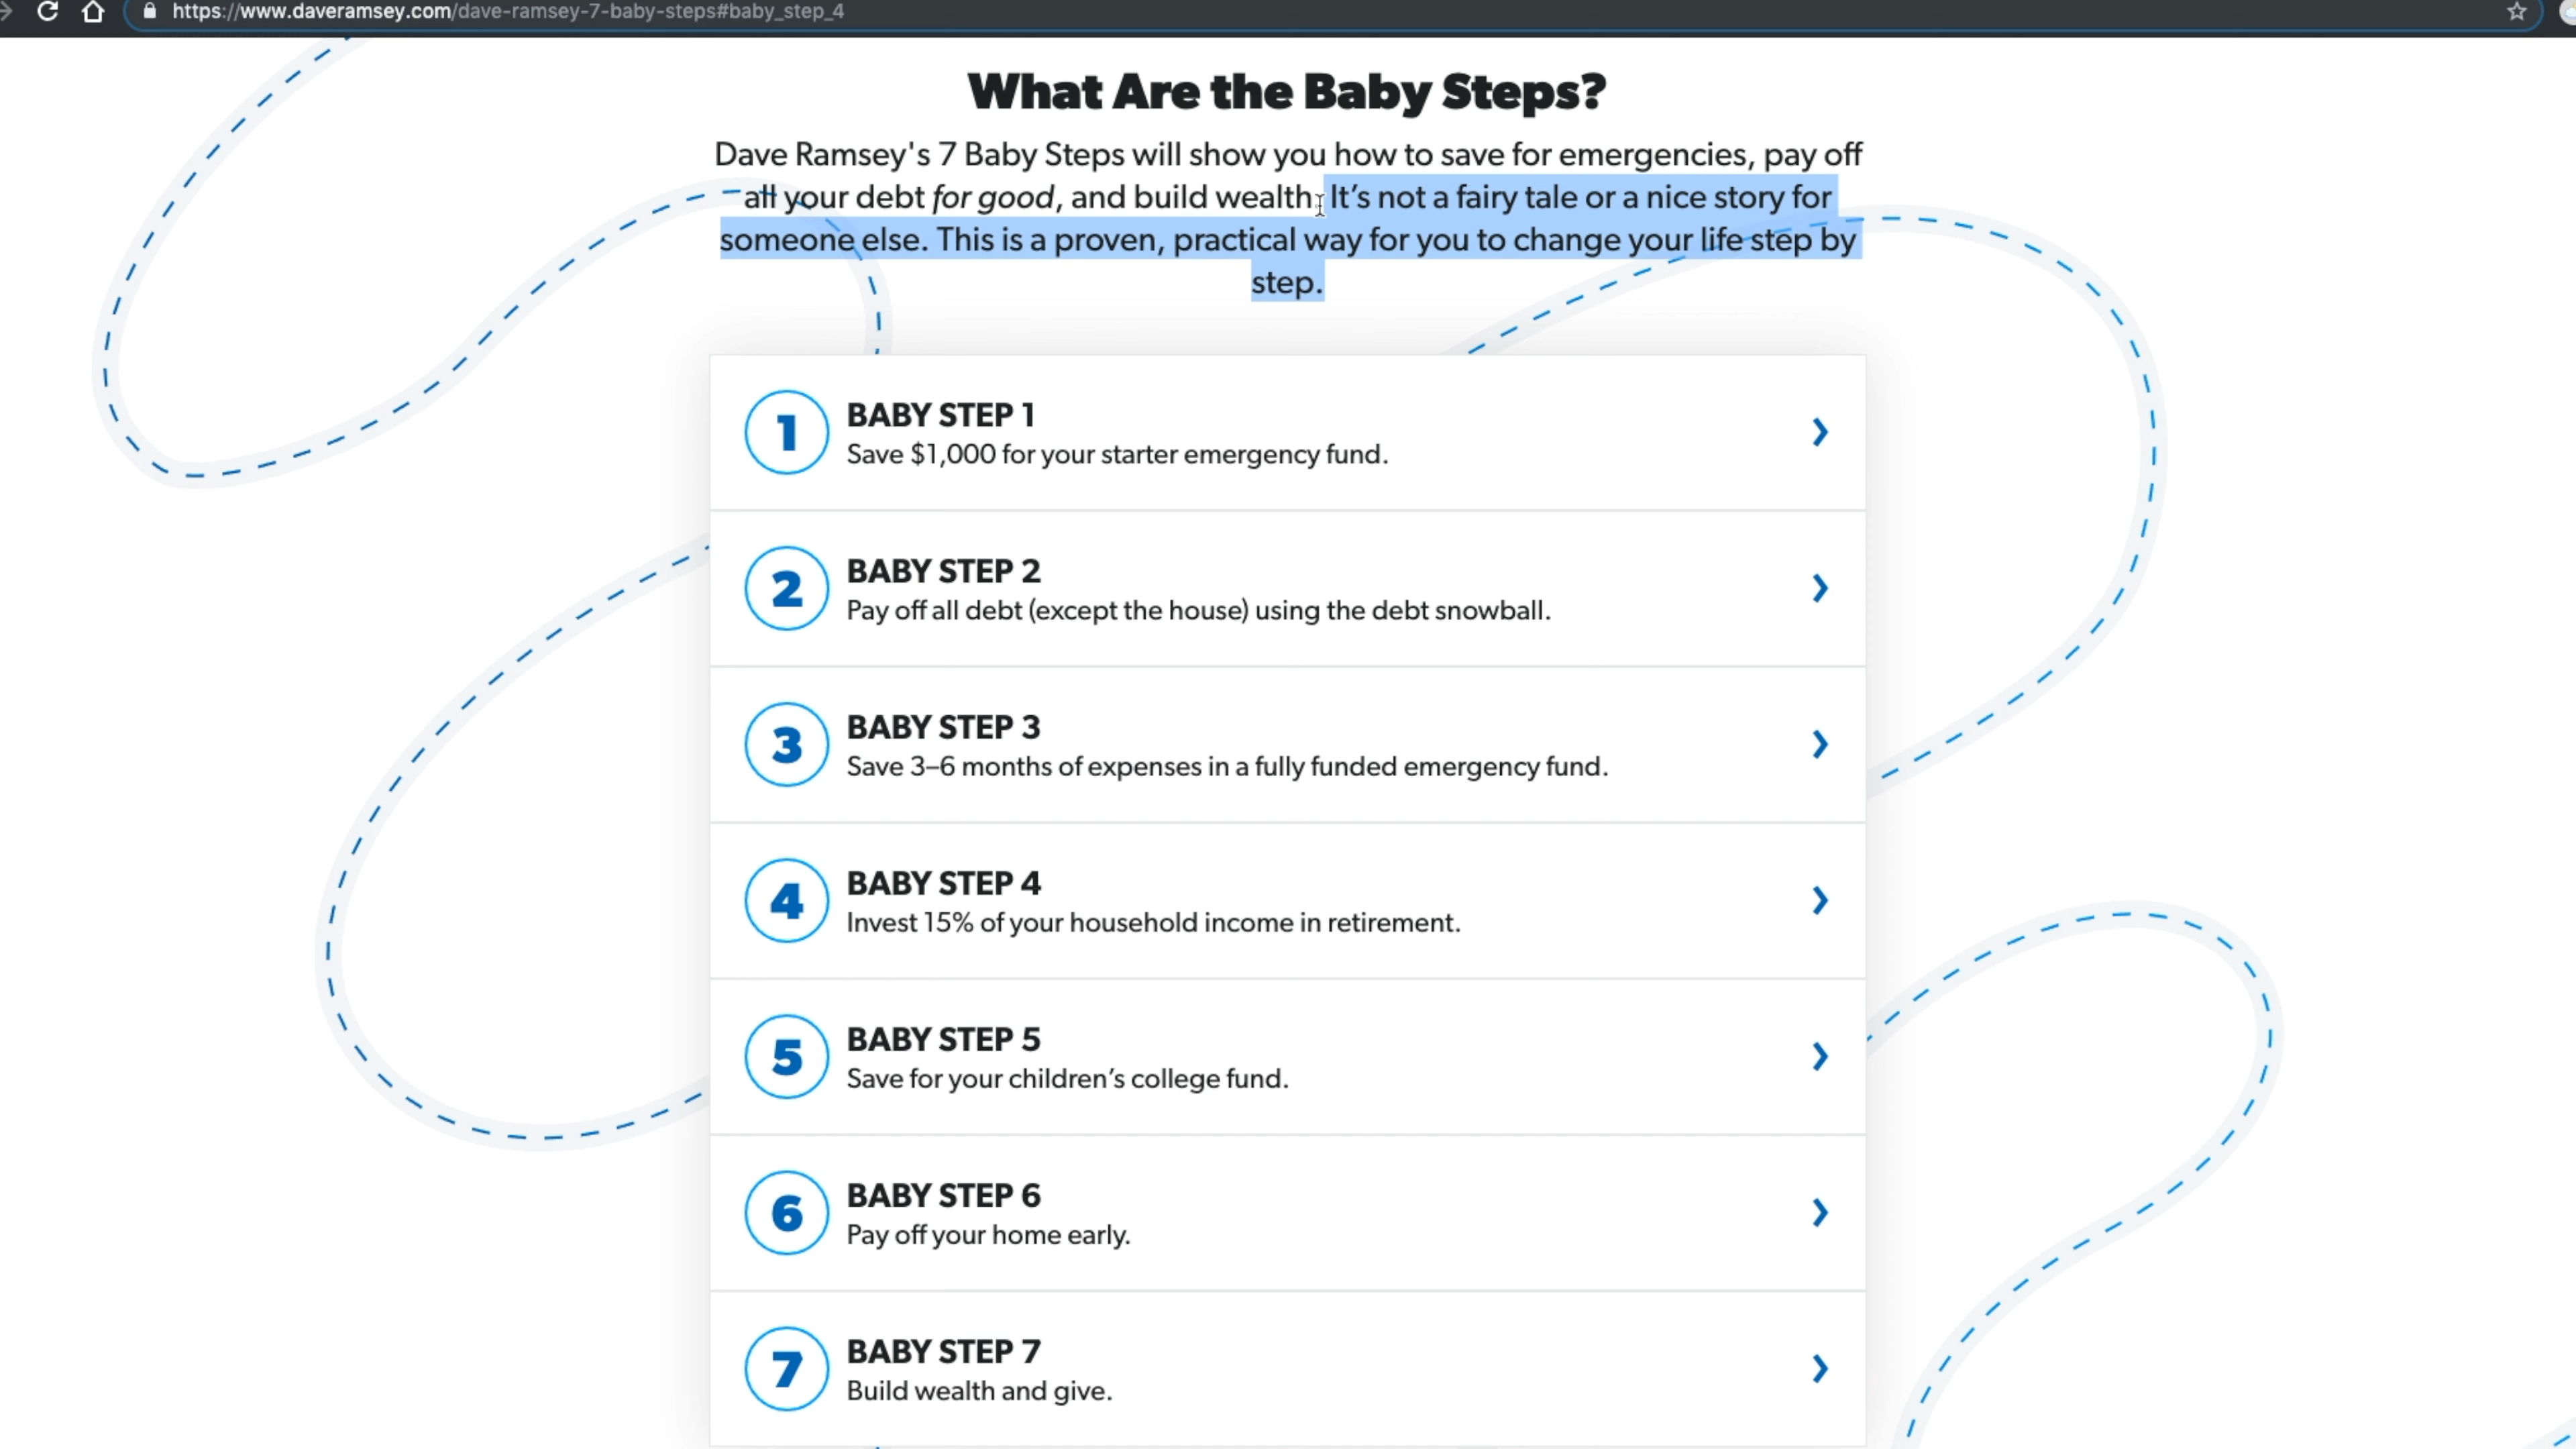 https://www.daveramsey.com/dave-ramsey-7-baby-steps#baby_step_4
What Are the Baby Steps?
Dave Ramsey's 7 Baby Steps will show you how to save for emergencies, pay off
all your debt for good, and build wealth. It’s not a fairy tale or a nice story for
someone else. This is a proven, practical way for you to change your life step by
step.
1
BABY STEP 1
Save $1,000 for your starter emergency fund.
2
BABY STEP 2
Pay off all debt (except the house) using the debt snowball.
3
BABY STEP 3
Save 3–6 months of expenses in a fully funded emergency fund.
4
BABY STEP 4
Invest 15% of your household income in retirement.
5
BABY STEP 5
Save for your children’s college fund.
6
BABY STEP 6
Pay off your home early.
7
BABY STEP 7
Build wealth and give.